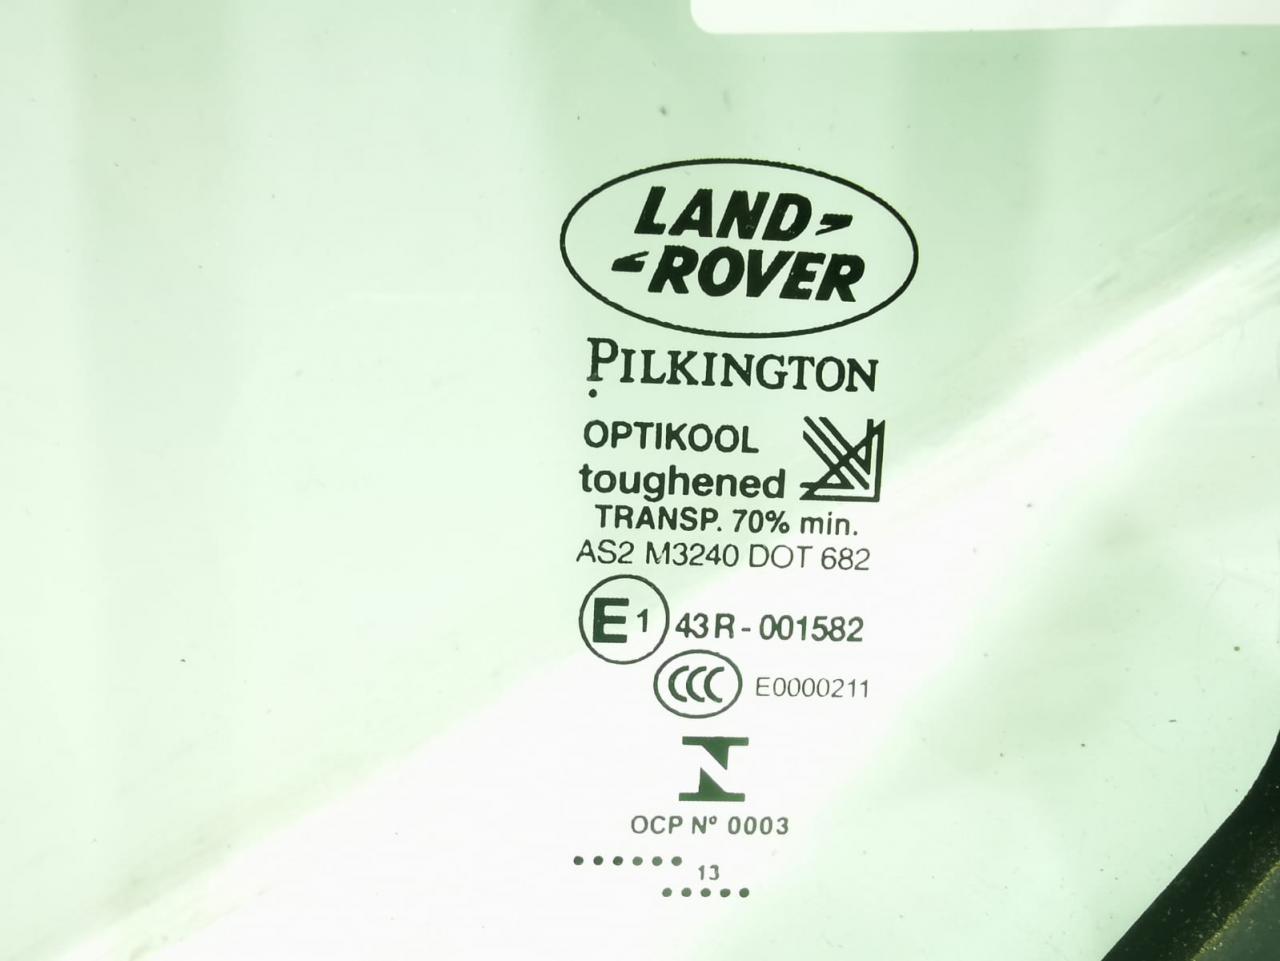 LAND
ROVER
PILKINGTON
OPTIKOOL
toughened
TRANSP. 70% min.
AS2 M3240 DOT 682
E1 43R-001582
CCC E0000211
N
OCP Nº 0003
13